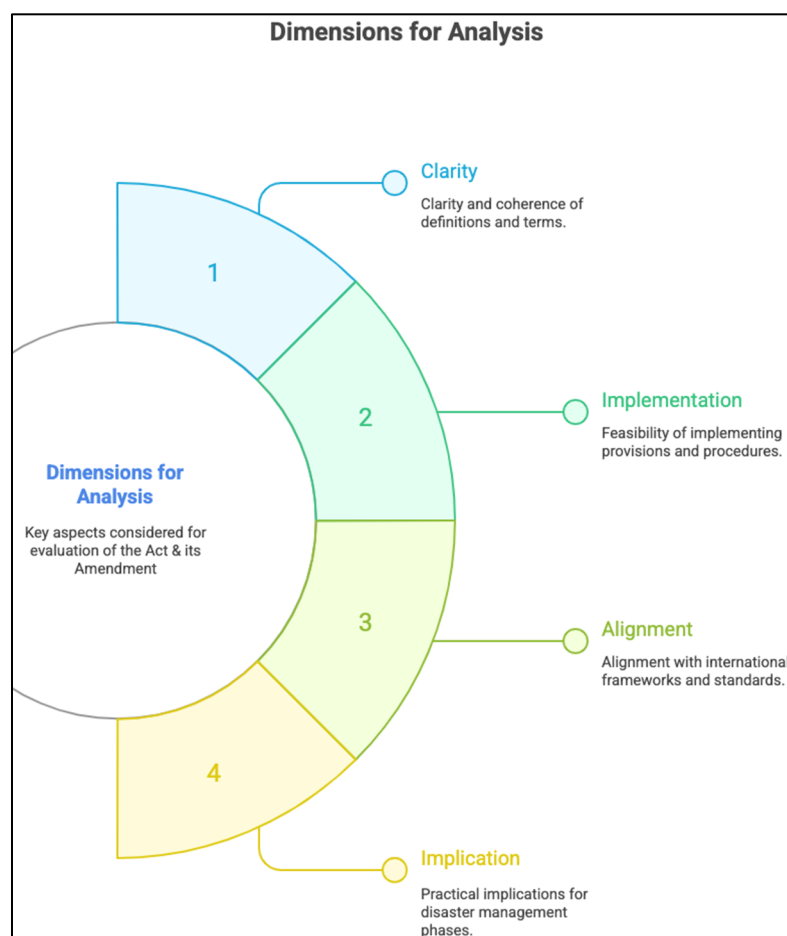 Dimensions for Analysis
Clarity
Clarity and coherence of
definitions and terms.
1
Implementation
Feasibility of implementing
provisions and procedures.
2
Dimensions for
Analysis
Key aspects considered for
evaluation of the Act & its
Amendment
3
Alignment
Alignment with international
frameworks and standards.
4
Implication
Practical implications for
disaster management
phases.